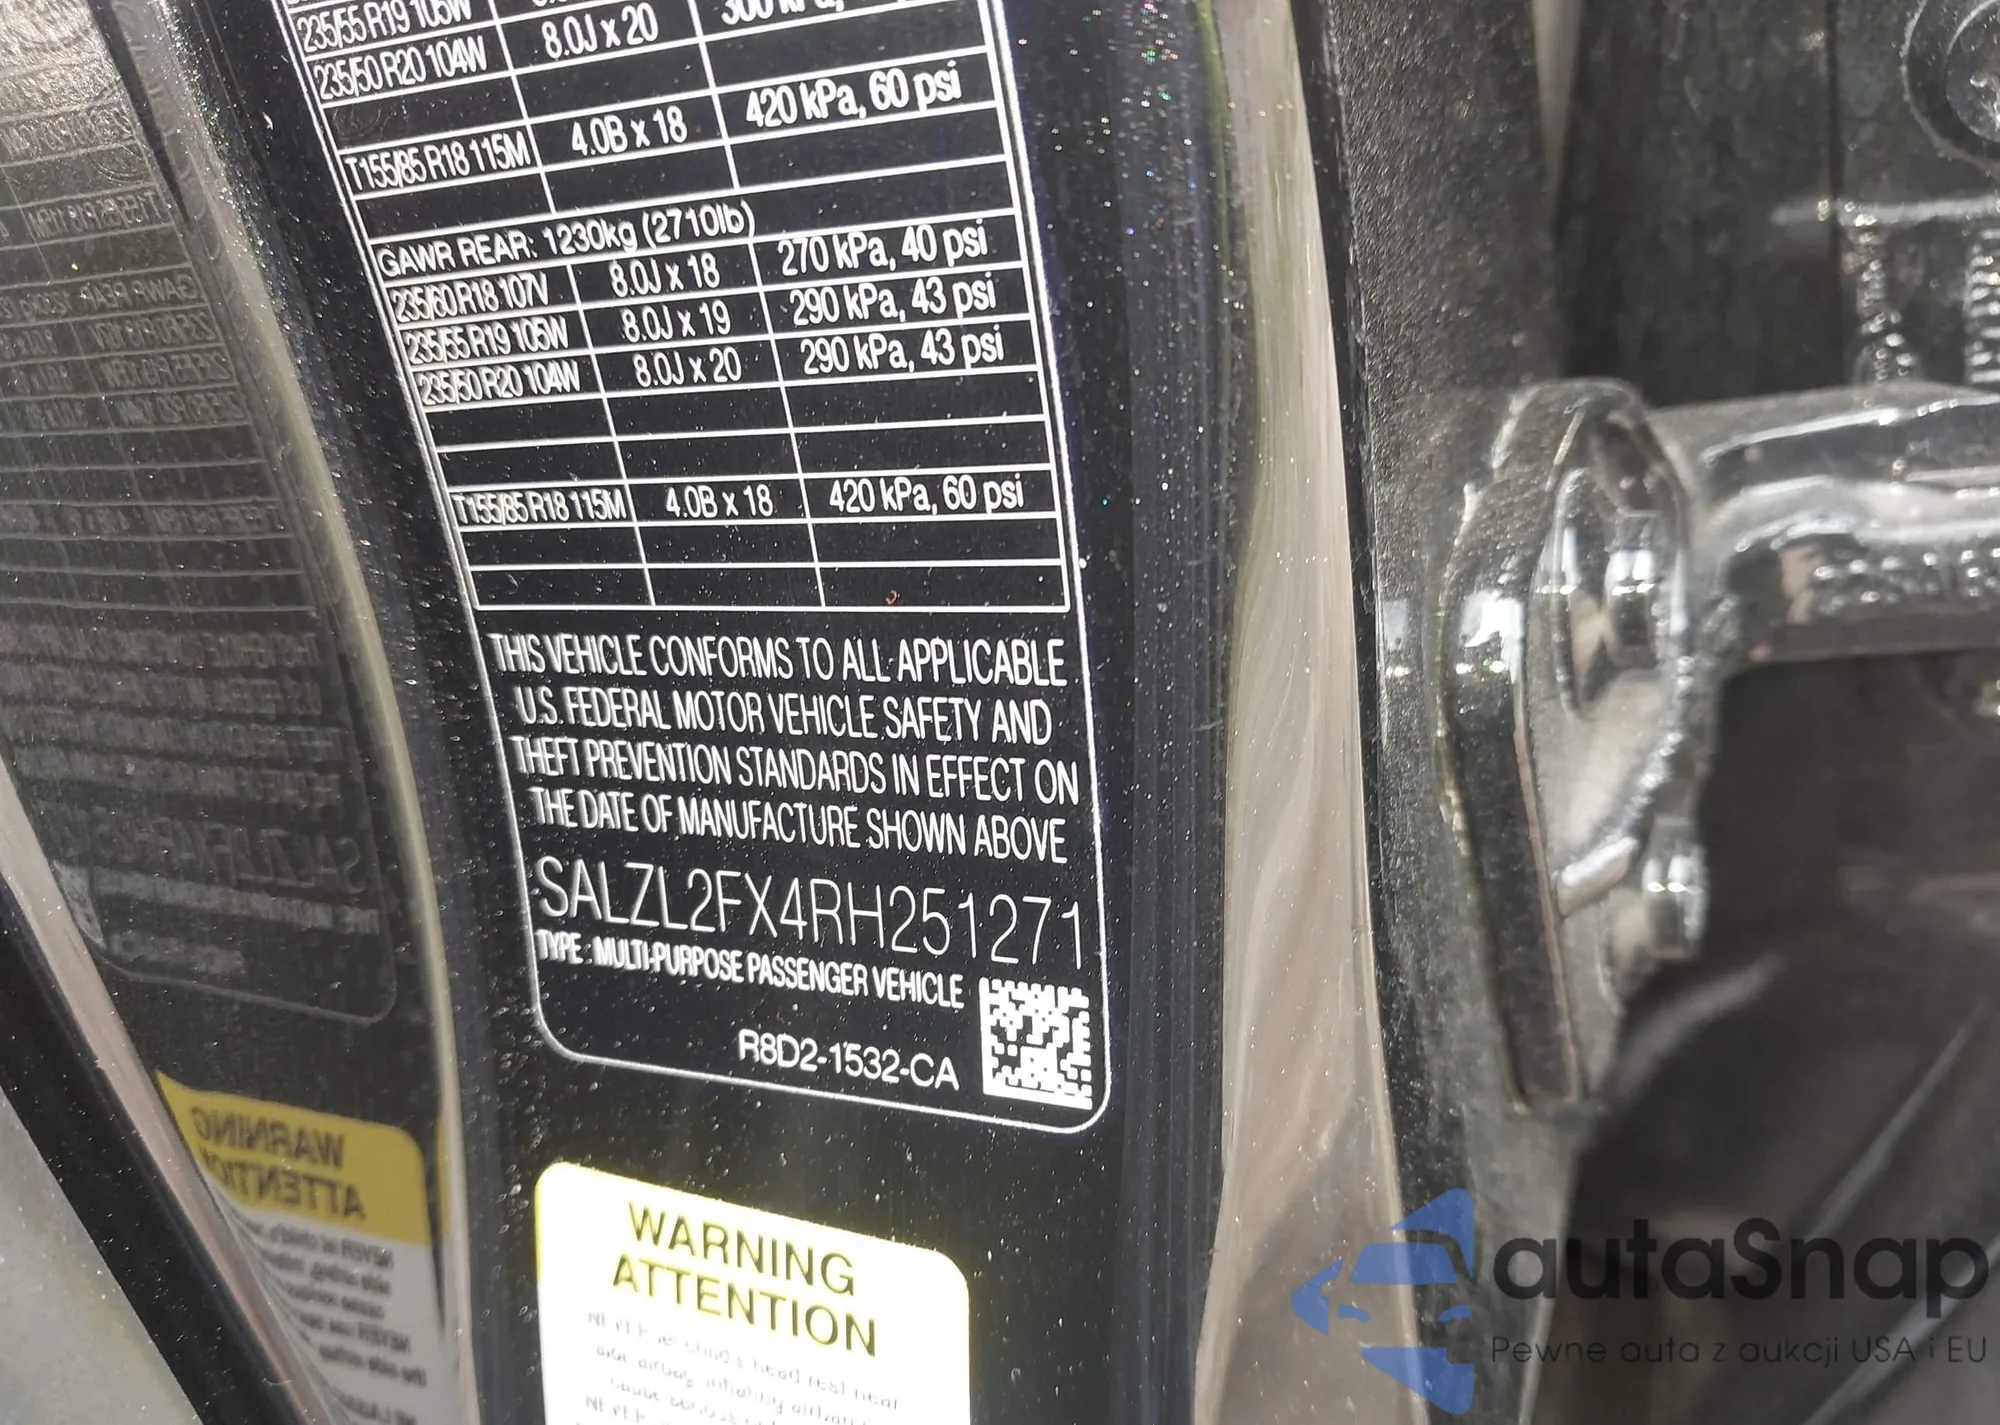 235/55 R19 105W
235/50 R20 104W 8.0J x 20 300 kPa,
T155/85 R18 115M 4.0B x 18 420 kPa, 60 psi
GAWR REAR: 1230kg (2710lb)
235/60 R18 107V 8.0J x 18 270 kPa, 40 psi
235/55 R19 105W 8.0J x 19 290 kPa, 43 psi
235/50 R20 104W 8.0J x 20 290 kPa, 43 psi
T155/85 R18 115M 4.0B x 18 420 kPa, 60 psi
THIS VEHICLE CONFORMS TO ALL APPLICABLE
U.S. FEDERAL MOTOR VEHICLE SAFETY AND
THEFT PREVENTION STANDARDS IN EFFECT ON
THE DATE OF MANUFACTURE SHOWN ABOVE
SALZL2FX4RH251271
TYPE : MULTI-PURPOSE PASSENGER VEHICLE
R8D2-1532-CA
WARNING
ATTENTION
autaSnap
Pewne auta z aukcji USA i EU